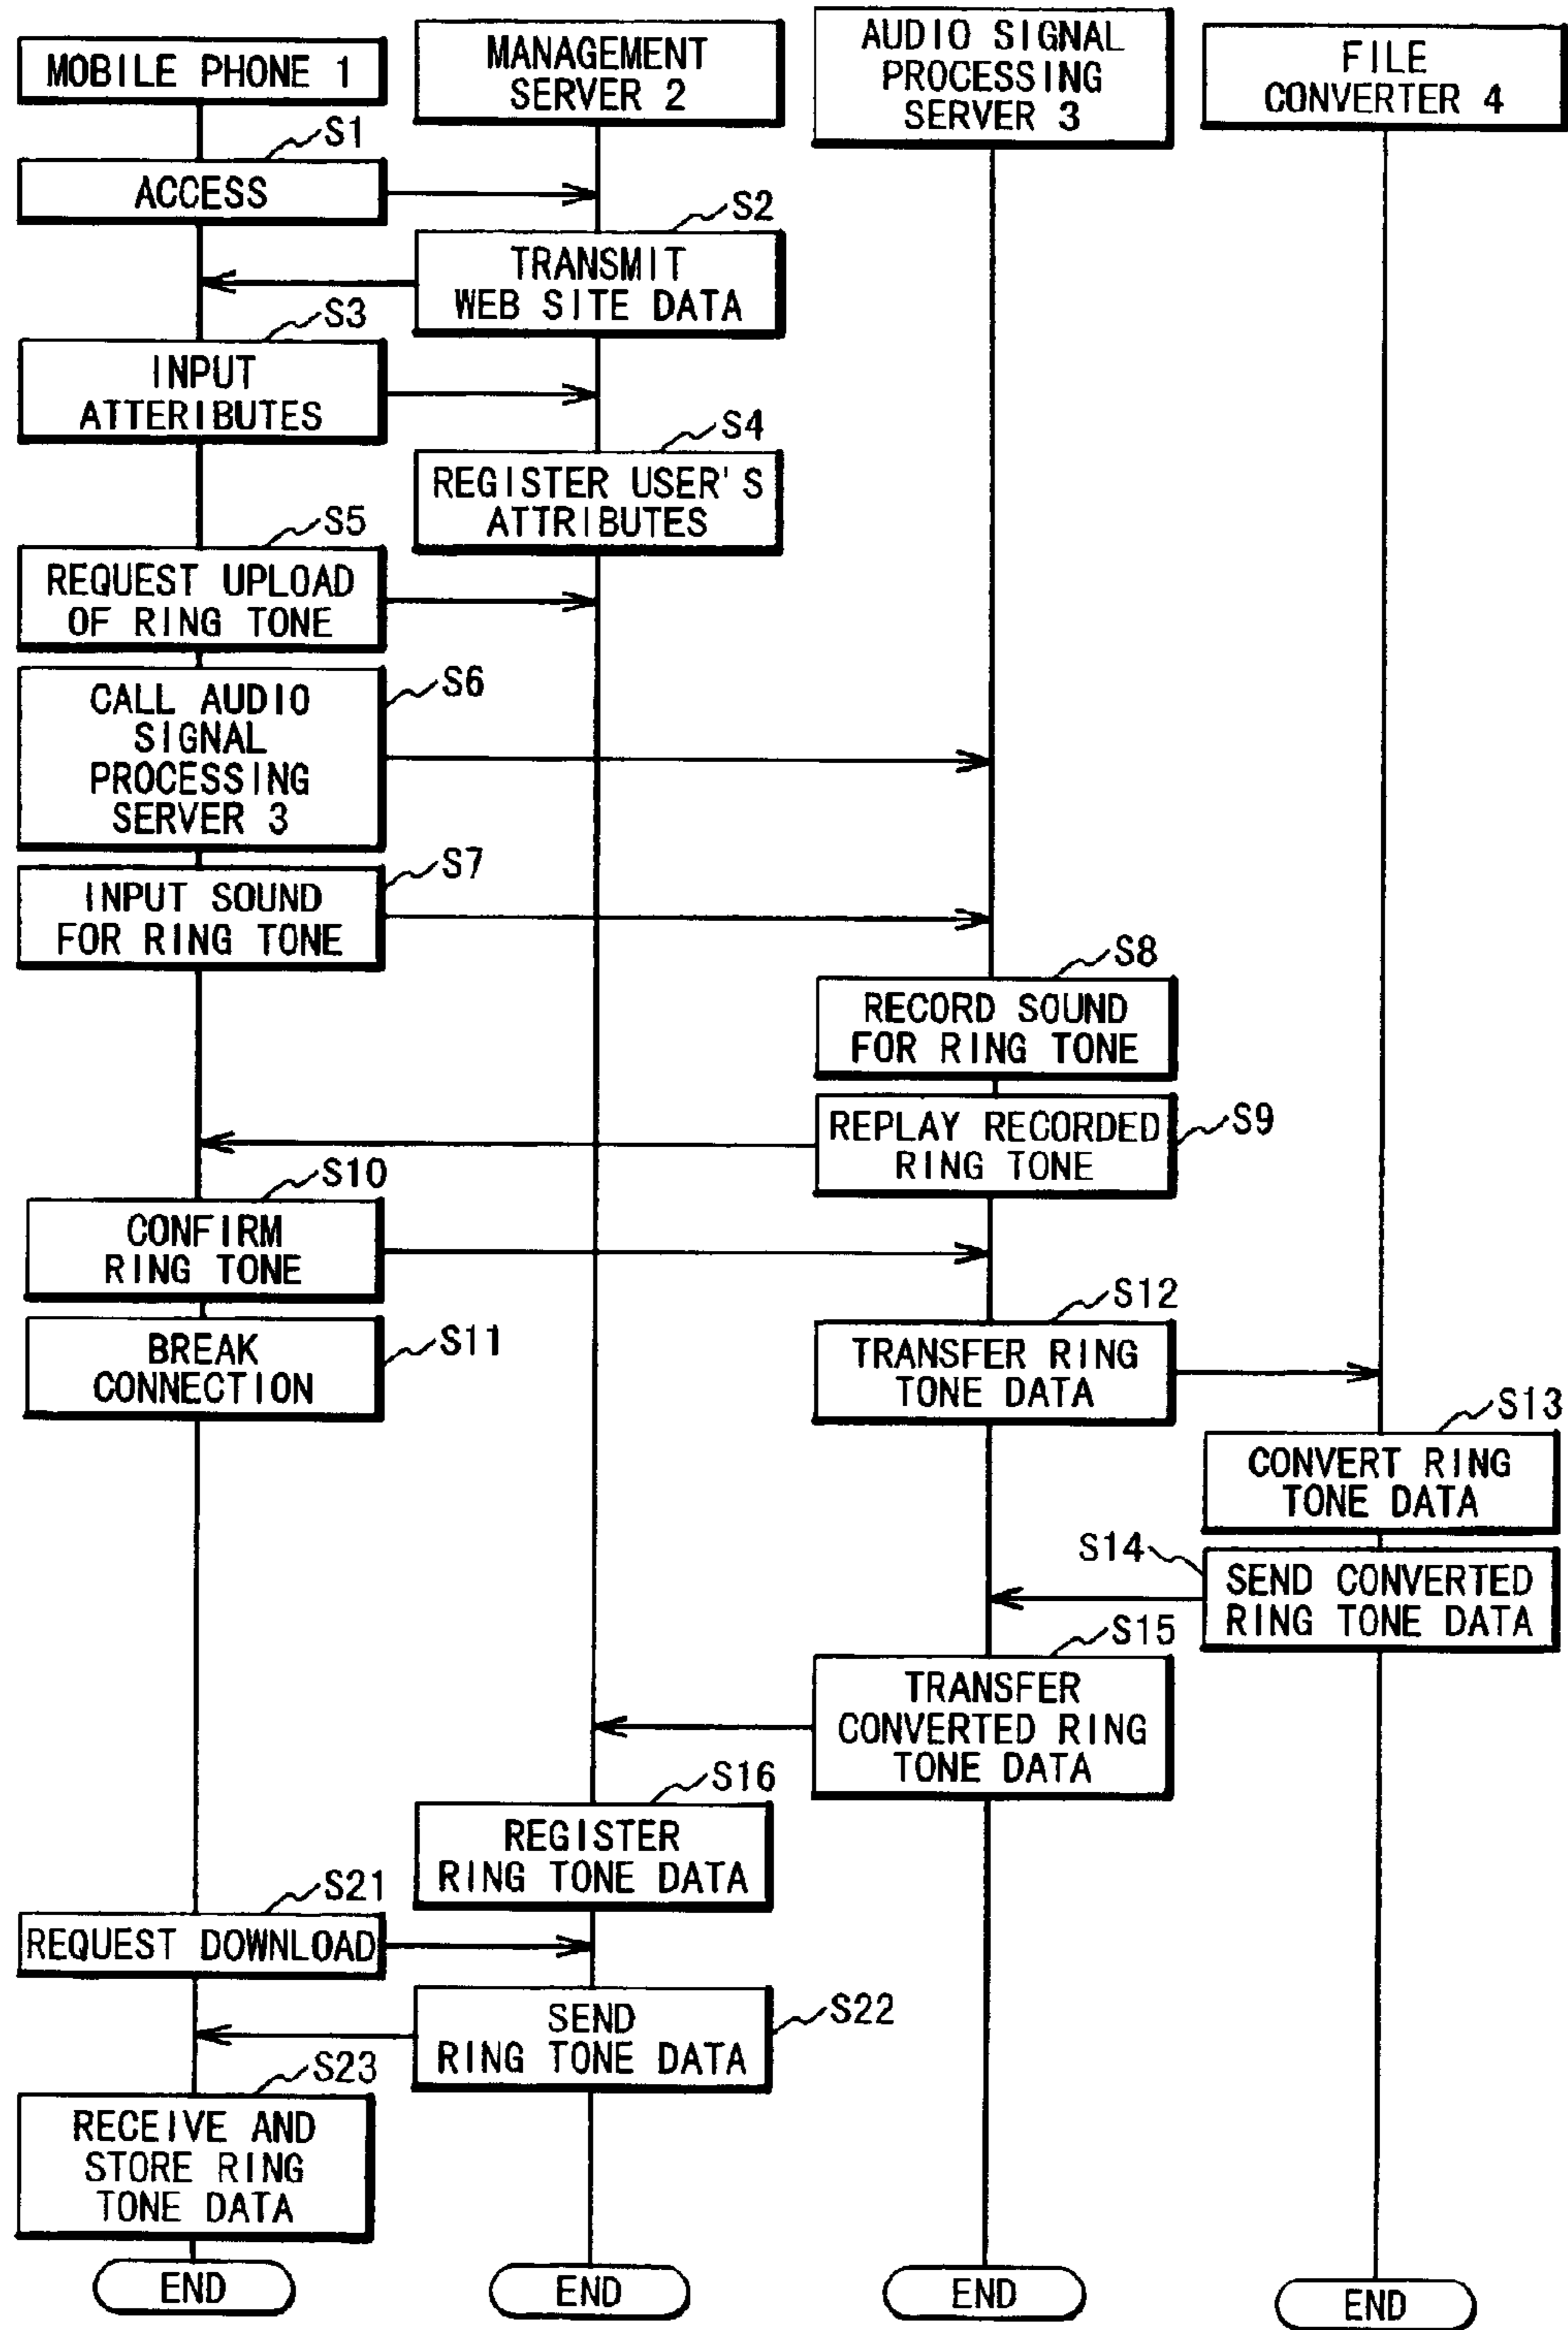 MOBILE PHONE 1
MANAGEMENT
SERVER 2
AUDIO SIGNAL
PROCESSING
SERVER 3
FILE
CONVERTER 4
S1
ACCESS
S2
TRANSMIT
WEB SITE DATA
S3
INPUT
ATTERIBUTES
S4
REGISTER USER'S
ATTRIBUTES
S5
REQUEST UPLOAD
OF RING TONE
S6
CALL AUDIO
SIGNAL
PROCESSING
SERVER 3
S7
INPUT SOUND
FOR RING TONE
S8
RECORD SOUND
FOR RING TONE
S9
REPLAY RECORDED
RING TONE
S10
CONFIRM
RING TONE
S11
BREAK
CONNECTION
S12
TRANSFER RING
TONE DATA
S13
CONVERT RING
TONE DATA
S14
SEND CONVERTED
RING TONE DATA
S15
TRANSFER
CONVERTED RING
TONE DATA
S16
REGISTER
RING TONE DATA
S21
REQUEST DOWNLOAD
S22
SEND
RING TONE DATA
S23
RECEIVE AND
STORE RING
TONE DATA
END
END
END
END